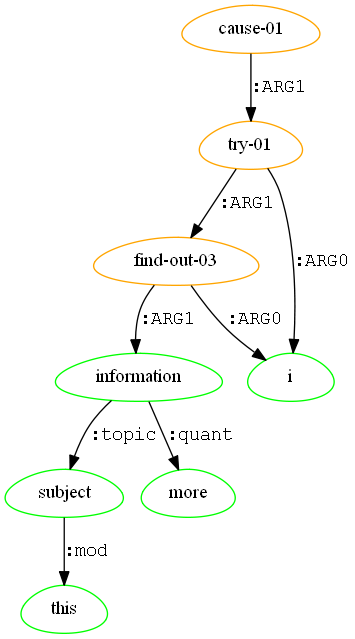 cause-01
:ARG1
try-01
:ARG1
:ARG0
find-out-03
:ARG1
:ARG0
information
i
:topic
:quant
subject
more
:mod
this